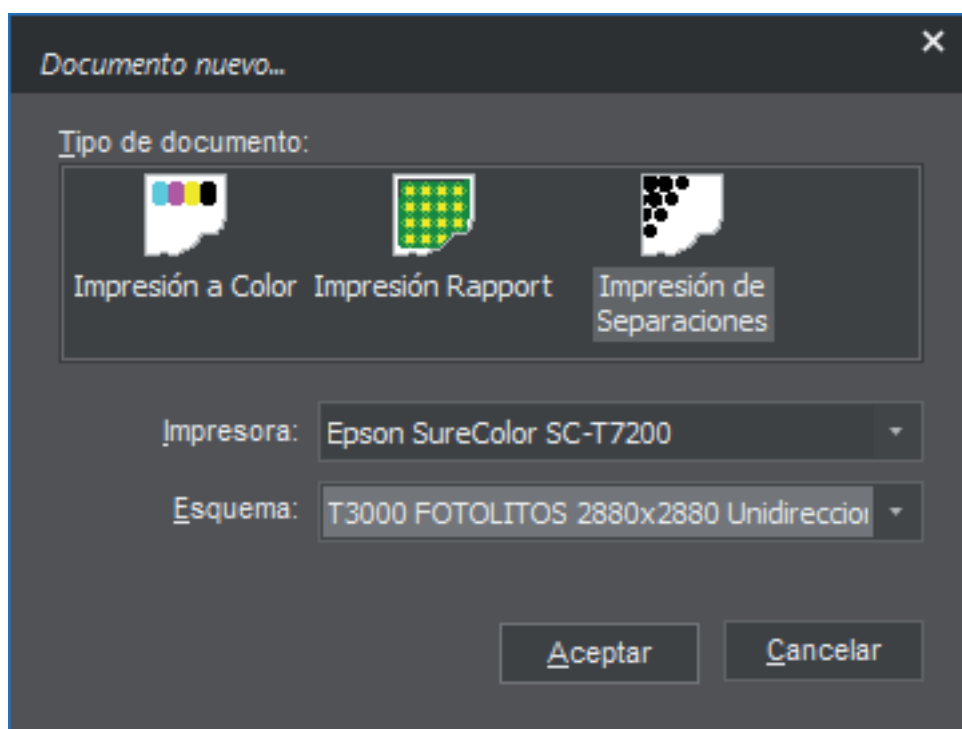 Documento nuevo...
Tipo de documento:
Impresión a Color
Impresión Rapport
Impresión de
Separaciones
Impresora:
Epson SureColor SC-T7200
Esquema:
T3000 FOTOLITOS 2880x2880 Unidireccion
Aceptar
Cancelar